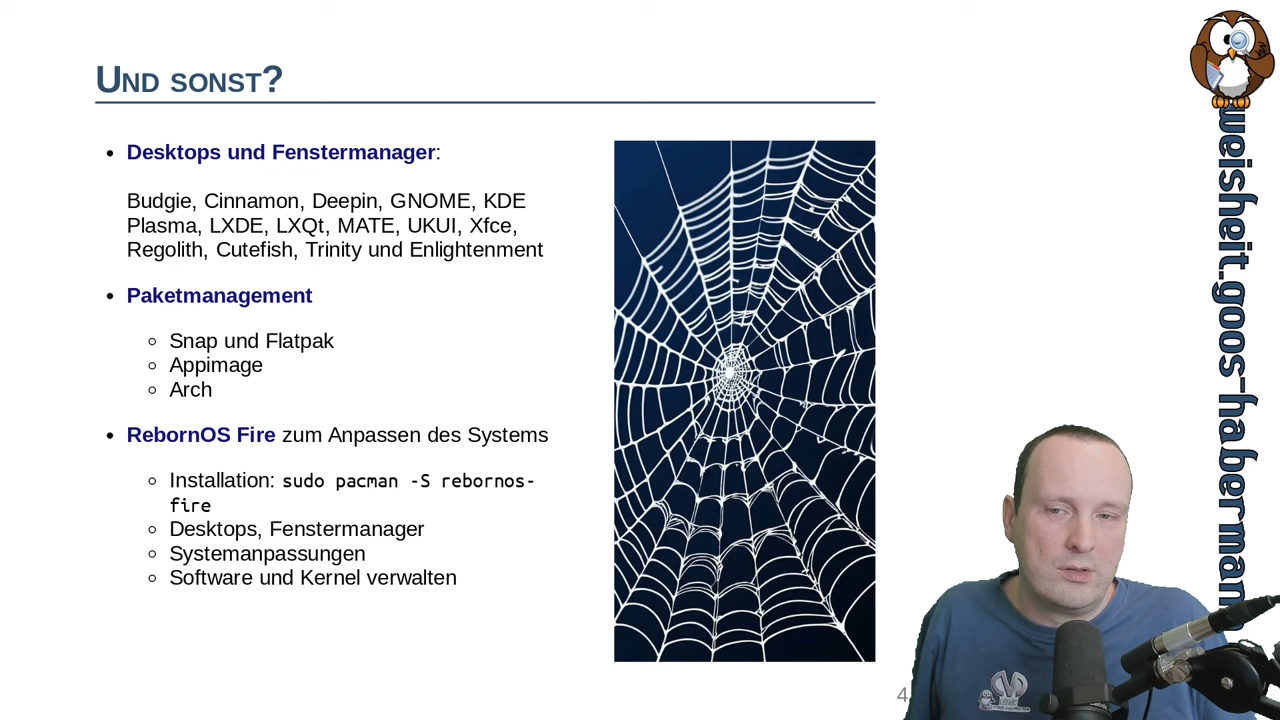 Und sonst?
• Desktops und Fenstermanager:
Budgie, Cinnamon, Deepin, GNOME, KDE
Plasma, LXDE, LXQt, MATE, UKUI, Xfce,
Regolith, Cutefish, Trinity und Enlightenment
• Paketmanagement
◦ Snap und Flatpak
◦ Appimage
◦ Arch
• RebornOS Fire zum Anpassen des Systems
◦ Installation: sudo pacman -S rebornos-
fire
◦ Desktops, Fenstermanager
◦ Systemanpassungen
◦ Software und Kernel verwalten
4
weisheit.goos-habermann